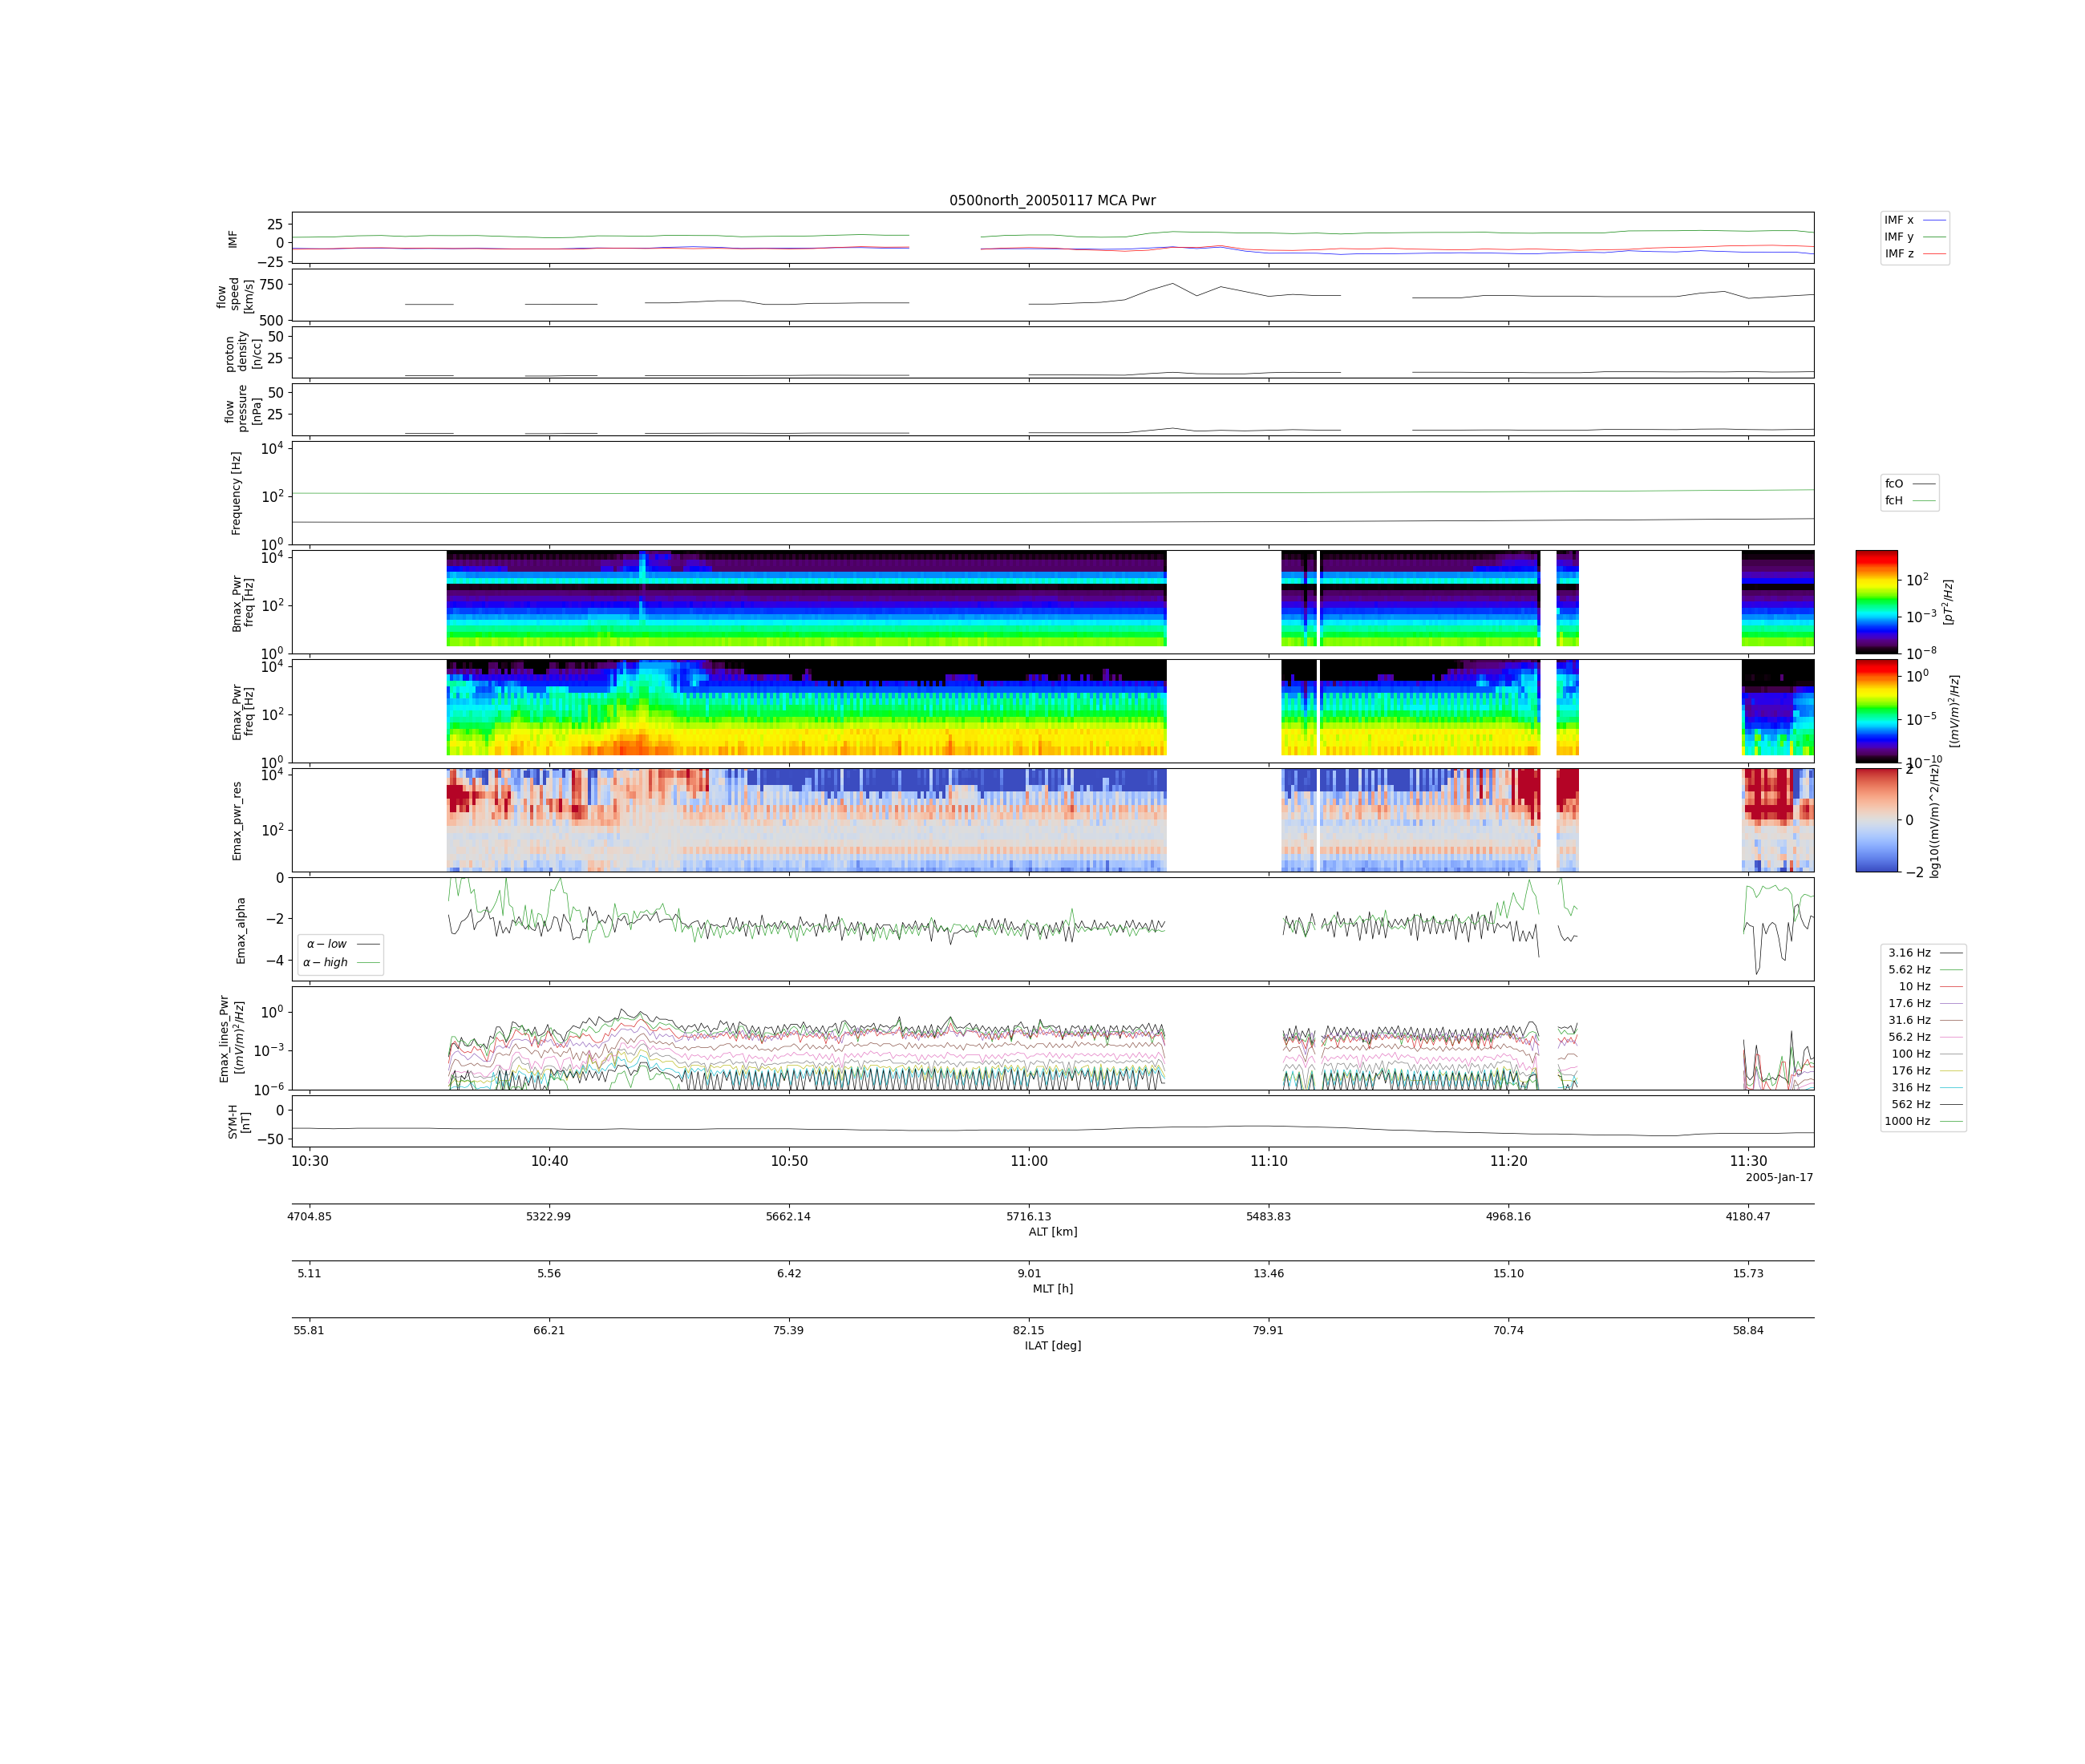 0500north_20050117 MCA Pwr
IMF
25
0
−25
IMF x
IMF y
IMF z
flow
speed
[km/s]
750
500
proton
density
[n/cc]
50
25
flow
pressure
[nPa]
50
25
Frequency [Hz]
10^4
10^2
10^0
fcO
fcH
Bmax_Pwr
freq [Hz]
10^4
10^2
10^0
10^2
10^−3
10^−8
[pT^2/Hz]
Emax_Pwr
freq [Hz]
10^4
10^2
10^0
10^0
10^−5
10^−10
[(mV/m)^2/Hz]
Emax_pwr_res
10^4
10^2
2
0
−2
log10((mV/m)^2/Hz)
Emax_alpha
0
−2
−4
α − low
α − high
Emax_lines_Pwr
[(mV/m)^2/Hz]
10^0
10^−3
10^−6
3.16 Hz
5.62 Hz
10 Hz
17.6 Hz
31.6 Hz
56.2 Hz
100 Hz
176 Hz
316 Hz
562 Hz
1000 Hz
SYM-H
[nT]
0
−50
10:30 10:40 10:50 11:00 11:10 11:20 11:30
2005-Jan-17
4704.85 5322.99 5662.14 5716.13 5483.83 4968.16 4180.47
ALT [km]
5.11 5.56 6.42 9.01 13.46 15.10 15.73
MLT [h]
55.81 66.21 75.39 82.15 79.91 70.74 58.84
ILAT [deg]